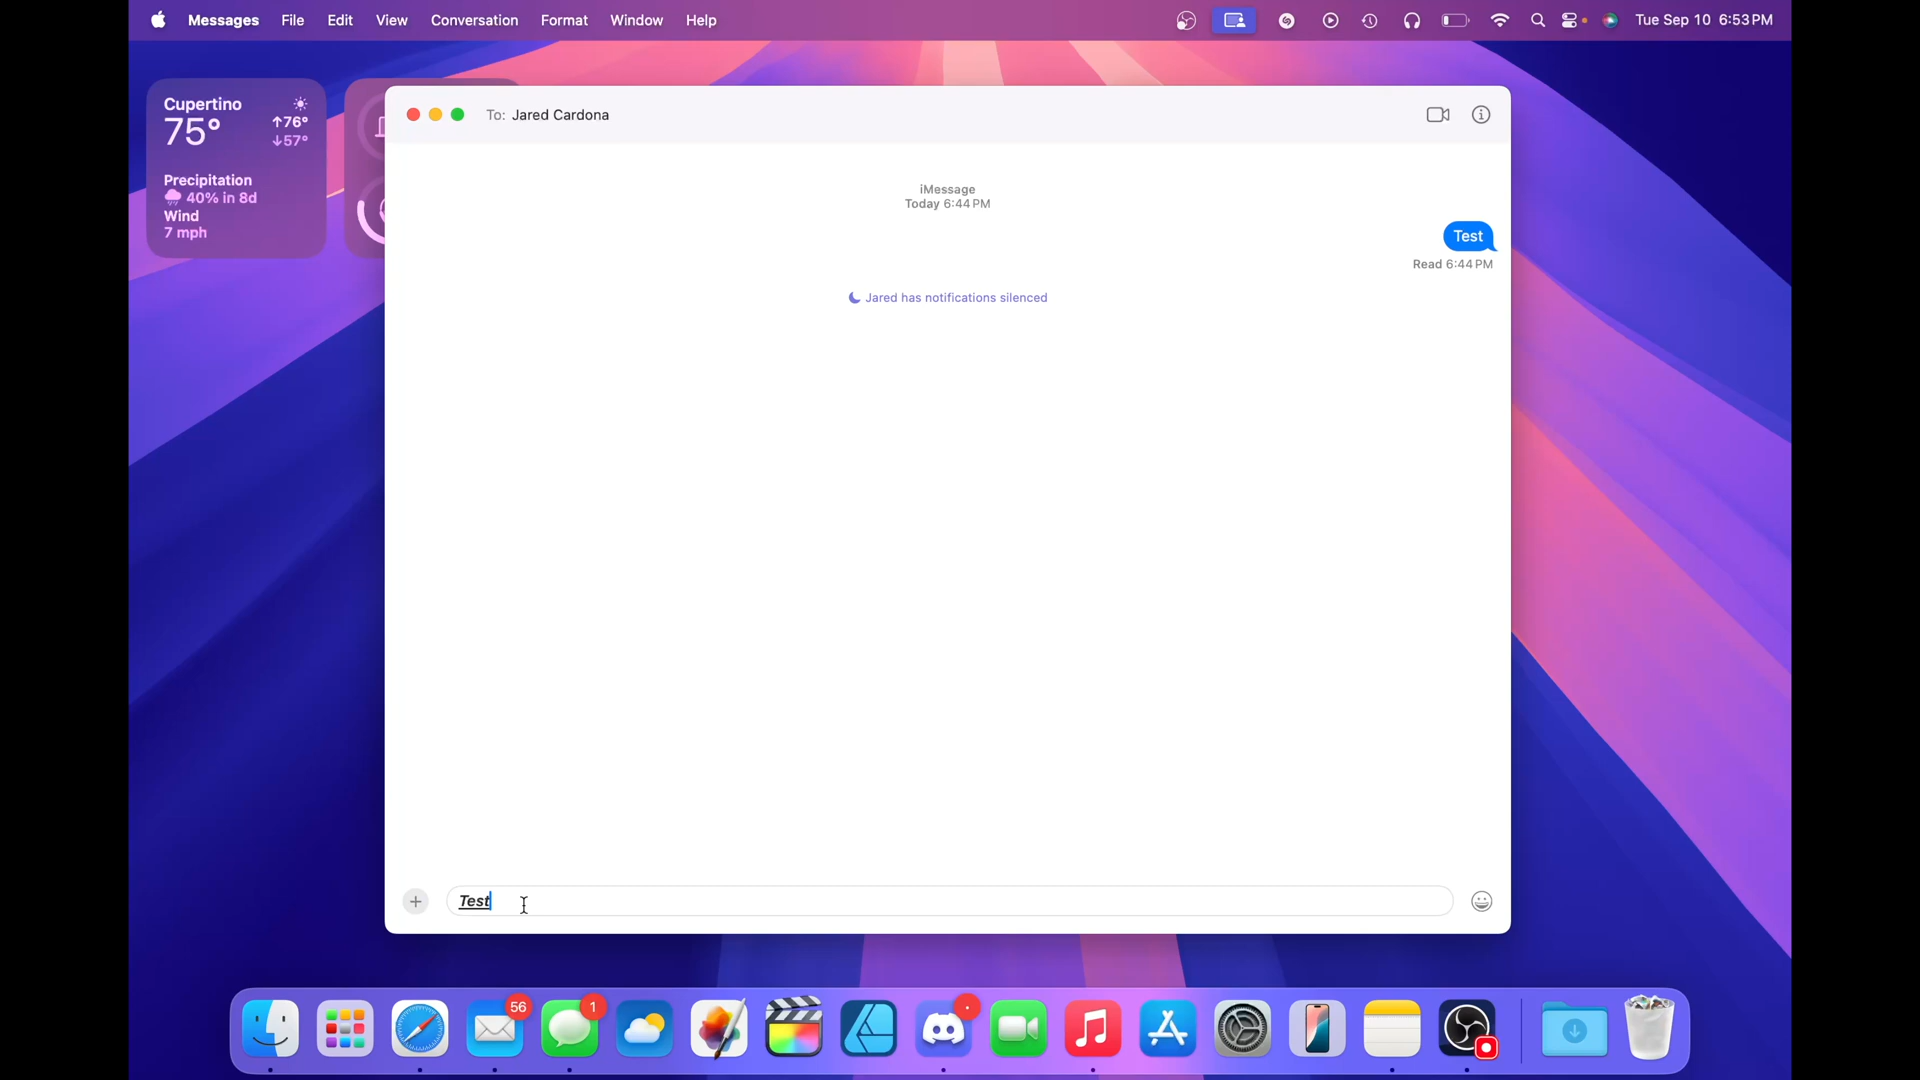 Messages File Edit View Conversation Format Window Help Tue Sep 10 6:53 PM
Cupertino
75° ↑76°
↓57°
Precipitation
40% in 8d
Wind
7 mph
To: Jared Cardona
iMessage
Today 6:44 PM
Test
Read 6:44 PM
Jared has notifications silenced
Test
56
1